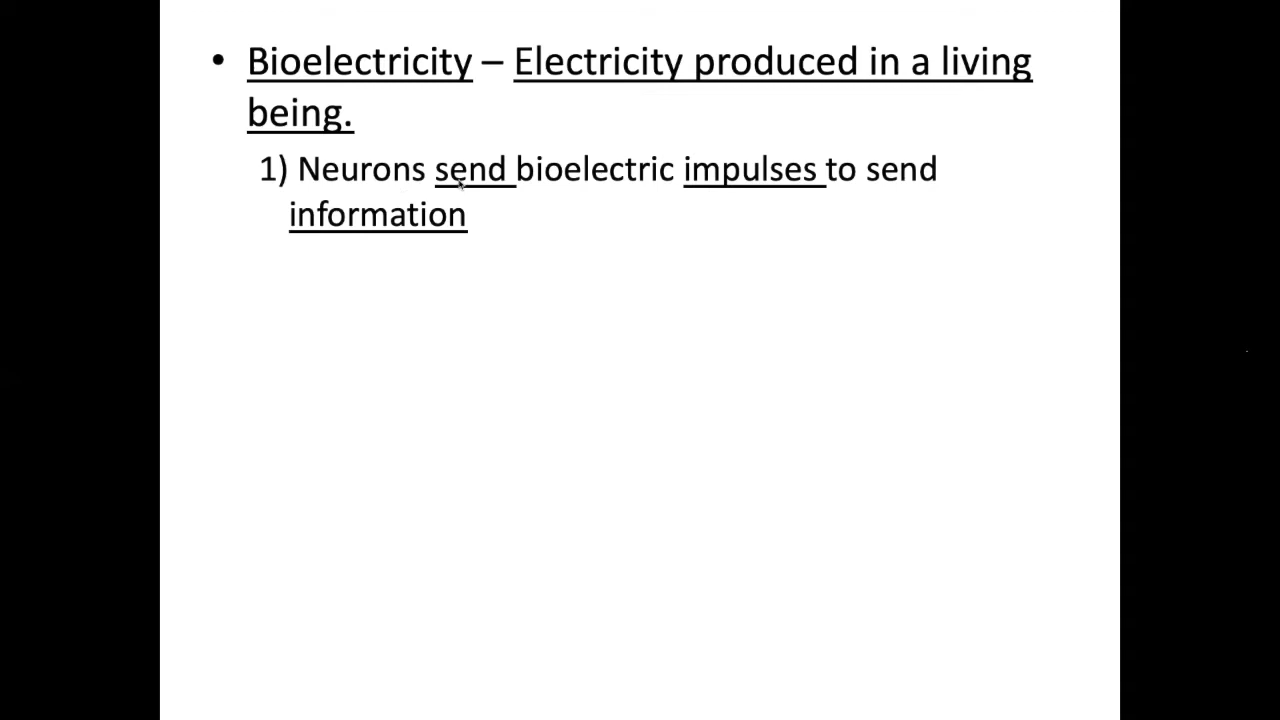 • Bioelectricity – Electricity produced in a living
being.
1) Neurons send bioelectric impulses to send
information